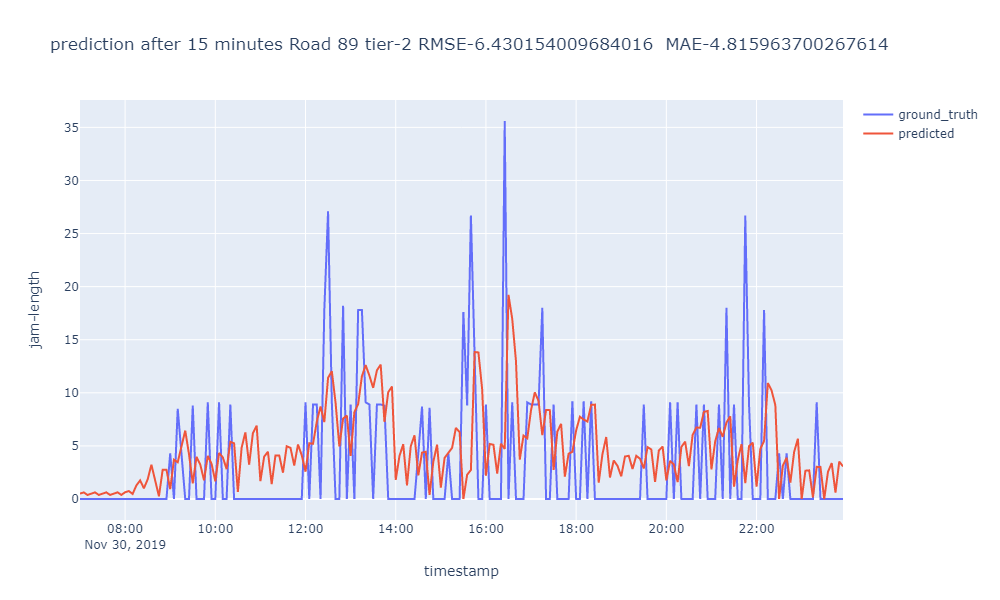 prediction after 15 minutes Road 89 tier-2 RMSE-6.430154009684016  MAE-4.815963700267614
ground_truth
predicted
jam-length
35
30
25
20
15
10
5
0
08:00 10:00 12:00 14:00 16:00 18:00 20:00 22:00
Nov 30, 2019
timestamp